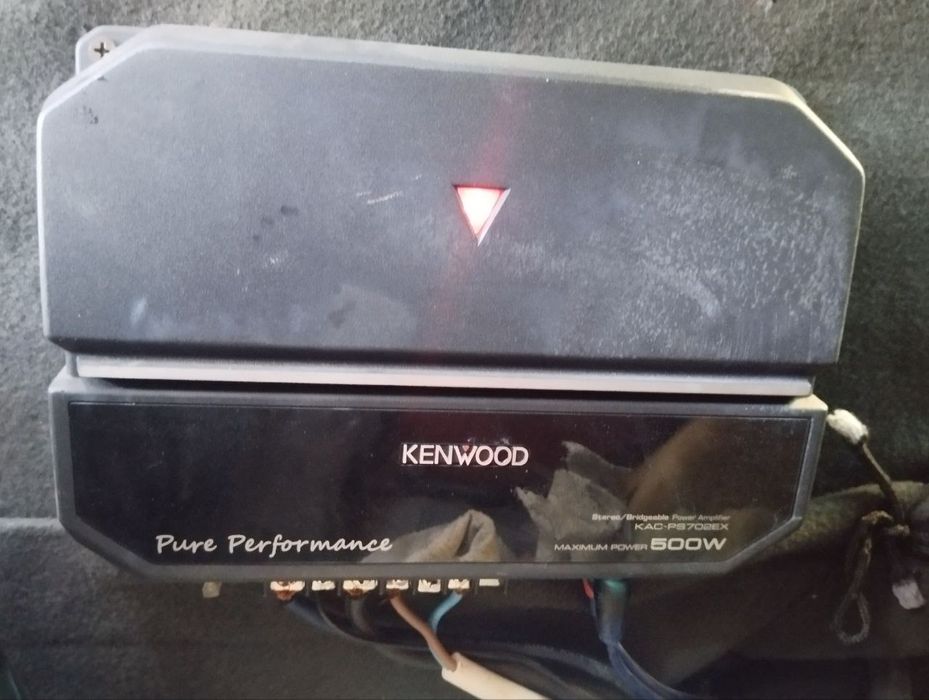 KENWOOD
Stereo/Bridgeable Power Amplifier
KAC-PS702EX
Pure Performance
MAXIMUM POWER 500W